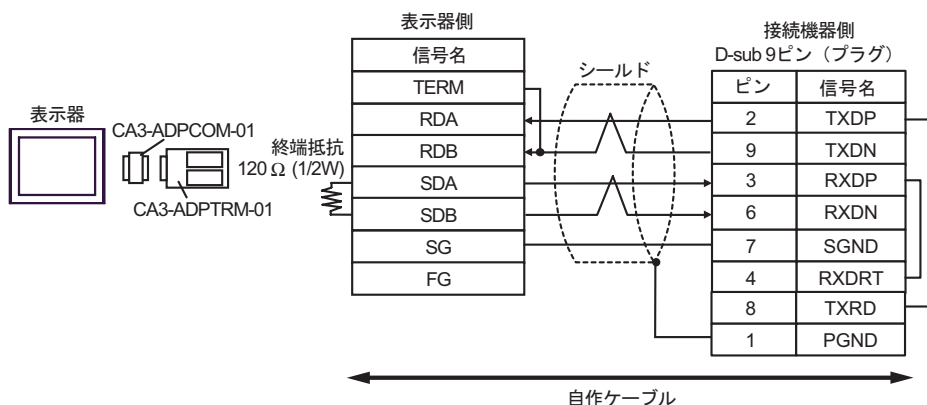 表示器側
接続機器側
D-sub 9ピン（プラグ）
信号名
シールド
ピン 信号名
TERM
表示器
CA3-ADPCOM-01
RDA
2 TXDP
終端抵抗
120 Ω (1/2W)
RDB
9 TXDN
CA3-ADPTRM-01
SDA
3 RXDP
SDB
6 RXDN
SG
7 SGND
FG
4 RXDRT
8 TXRD
1 PGND
自作ケーブル